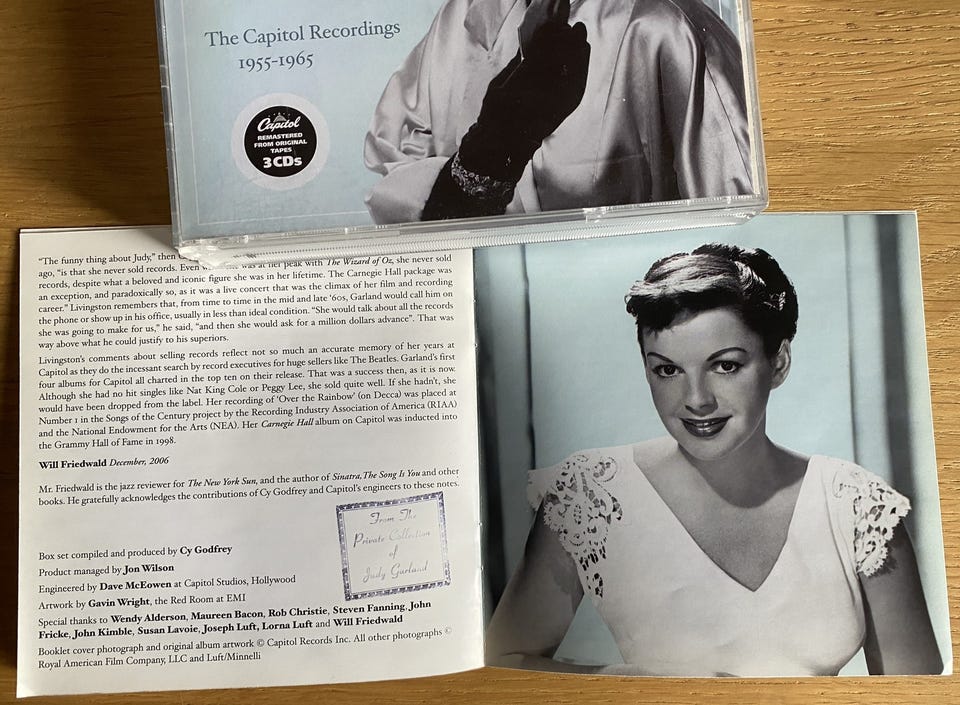 The Capitol Recordings
1955-1965
Capitol
REMASTERED
FROM ORIGINAL
TAPES
3CDs
"The funny thing about Judy," then
ago, "is that she never sold records. Even was at her peak with The Wizard of Oz, she never sold
records, despite what a beloved and iconic figure she was in her lifetime. The Carnegie Hall package was
an exception, and paradoxically so, as it was a live concert that was the climax of her film and recording
career." Livingston remembers that, from time to time in the mid and late '60s, Garland would call him on
the phone or show up in his office, usually in less than ideal condition. "She would talk about all the records
she was going to make for us," he said, "and then she would ask for a million dollars advance". That was
way above what he could justify to his superiors.
Livingston's comments about selling records reflect not so much an accurate memory of her years at
Capitol as they do the incessant search by record executives for huge sellers like The Beatles. Garland's first
four albums for Capitol all charted in the top ten on their release. That was a success then, as it is now.
Although she had no hit singles like Nat King Cole or Peggy Lee, she sold quite well. If she hadn't, she
would have been dropped from the label. Her recording of 'Over the Rainbow' (on Decca) was placed at
Number 1 in the Songs of the Century project by the Recording Industry Association of America (RIAA)
and the National Endowment for the Arts (NEA). Her Carnegie Hall album on Capitol was inducted into
the Grammy Hall of Fame in 1998.
Will Friedwald December, 2006
Mr. Friedwald is the jazz reviewer for The New York Sun, and the author of Sinatra, The Song Is You and other
books. He gratefully acknowledges the contributions of Cy Godfrey and Capitol's engineers to these notes.
From The
Private Collection
of
Judy Garland
Box set compiled and produced by Cy Godfrey
Product managed by Jon Wilson
Engineered by Dave McEowen at Capitol Studios, Hollywood
Artwork by Gavin Wright, the Red Room at EMI
Special thanks to Wendy Alderson, Maureen Bacon, Rob Christie, Steven Fanning, John
Fricke, John Kimble, Susan Lavoie, Joseph Luft, Lorna Luft and Will Friedwald
Booklet cover photograph and original album artwork © Capitol Records Inc. All other photographs ©
Royal American Film Company, LLC and Luft/Minnelli